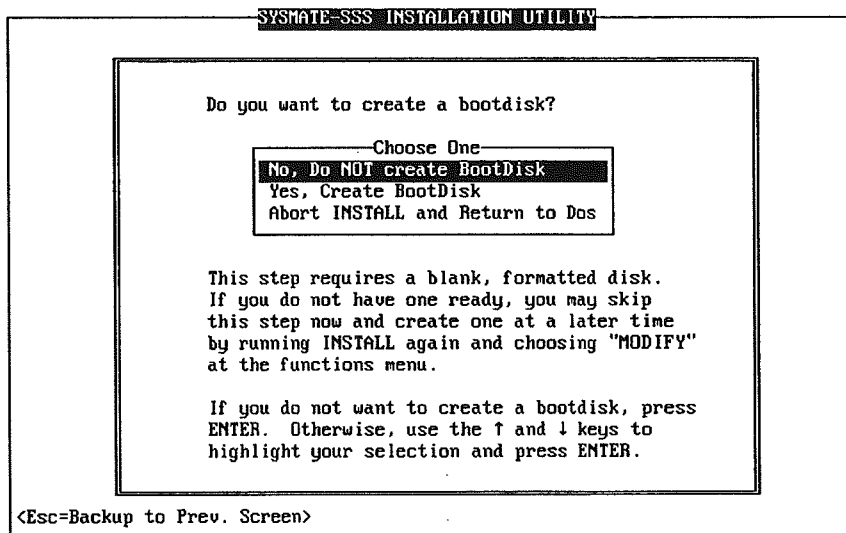 SYSMATE-SSS INSTALLATION UTILITY
Do you want to create a bootdisk?
Choose One
No, Do NOT create BootDisk
Yes, Create BootDisk
Abort INSTALL and Return to Dos
This step requires a blank, formatted disk.
If you do not have one ready, you may skip
this step now and create one at a later time
by running INSTALL again and choosing "MODIFY"
at the functions menu.
If you do not want to create a bootdisk, press
ENTER. Otherwise, use the ↑ and ↓ keys to
highlight your selection and press ENTER.
<Esc=Backup to Prev. Screen>